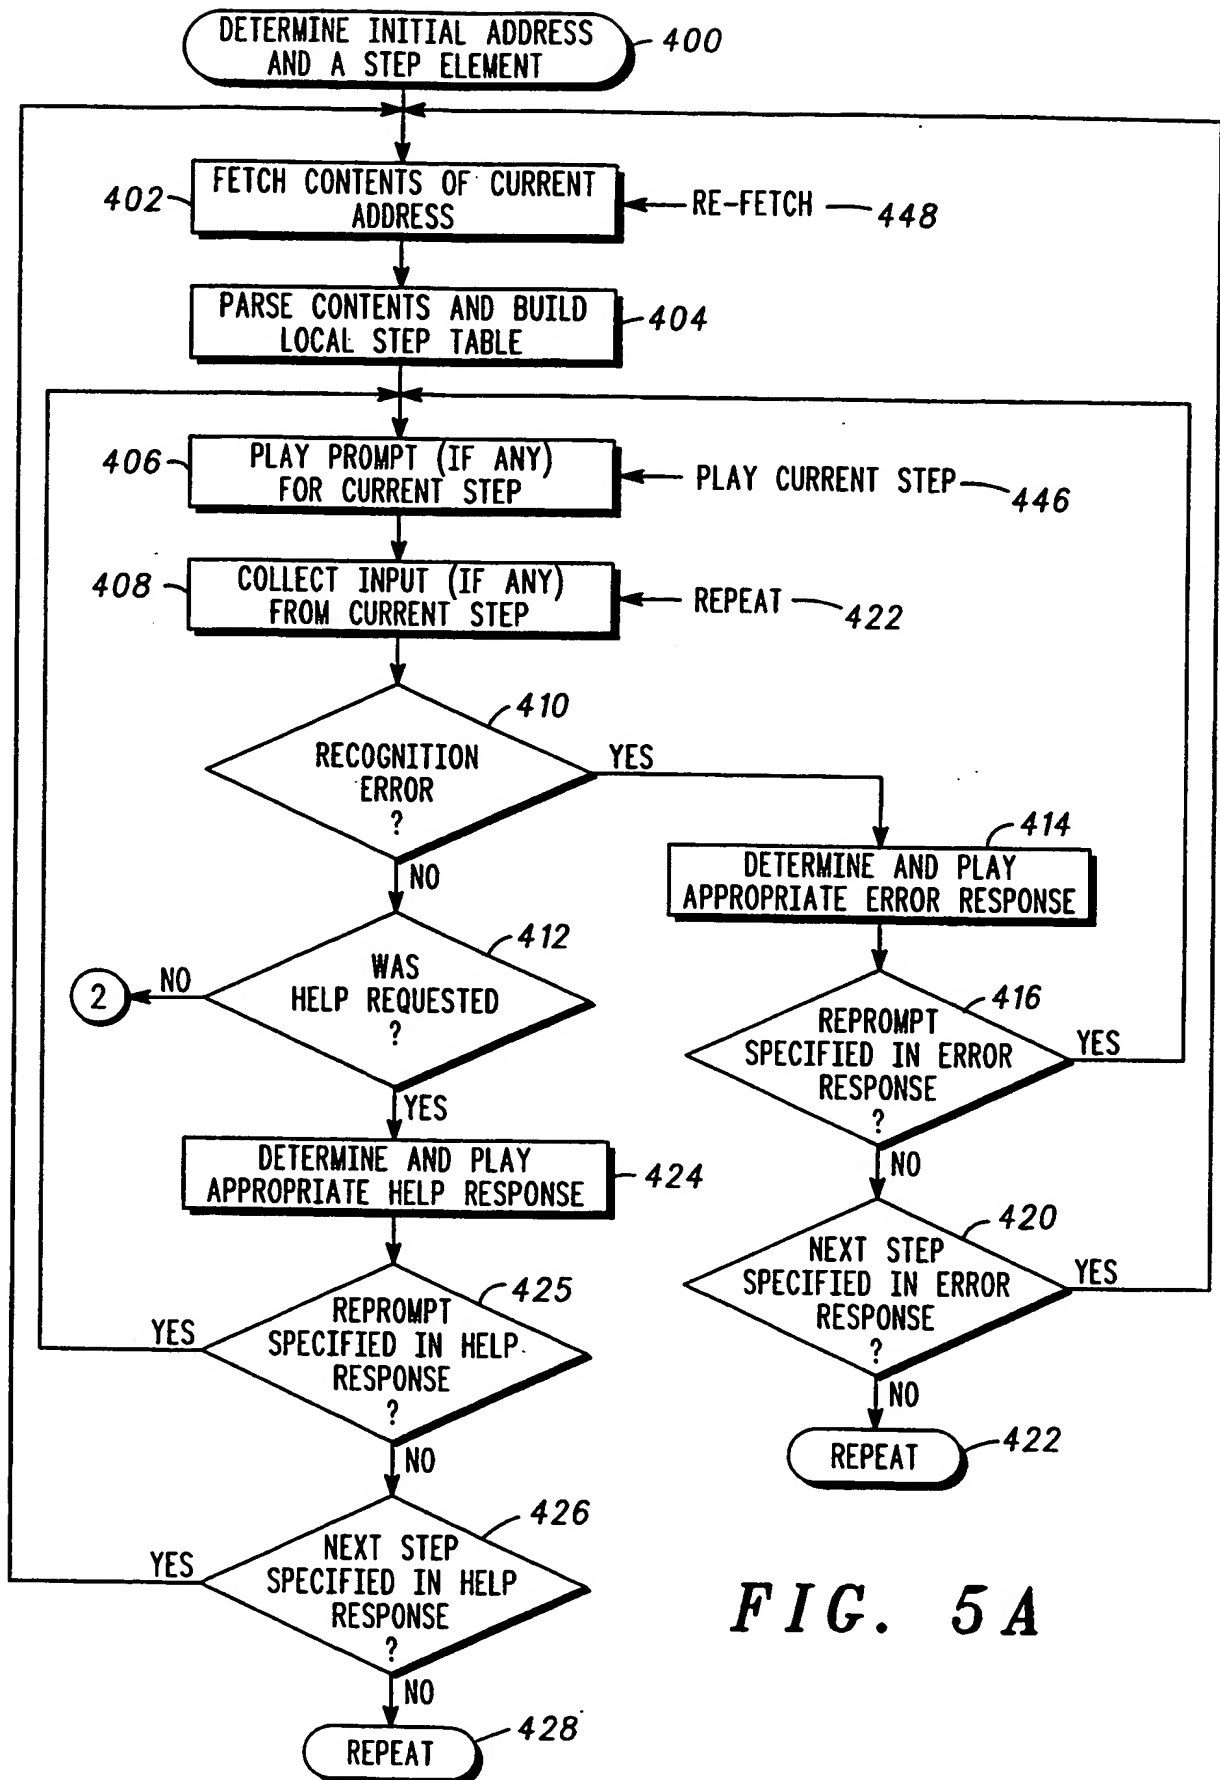 DETERMINE INITIAL ADDRESS
AND A STEP ELEMENT
400
FETCH CONTENTS OF CURRENT
ADDRESS
402
RE-FETCH
448
PARSE CONTENTS AND BUILD
LOCAL STEP TABLE
404
PLAY PROMPT (IF ANY)
FOR CURRENT STEP
406
PLAY CURRENT STEP
446
COLLECT INPUT (IF ANY)
FROM CURRENT STEP
408
REPEAT
422
410
RECOGNITION
ERROR
?
YES
NO
414
DETERMINE AND PLAY
APPROPRIATE ERROR RESPONSE
412
WAS
HELP REQUESTED
?
NO
2
YES
416
REPROMPT
SPECIFIED IN ERROR
RESPONSE
?
YES
NO
DETERMINE AND PLAY
APPROPRIATE HELP RESPONSE
424
420
NEXT STEP
SPECIFIED IN ERROR
RESPONSE
?
YES
NO
425
REPROMPT
SPECIFIED IN HELP
RESPONSE
?
YES
NO
REPEAT
422
426
NEXT STEP
SPECIFIED IN HELP
RESPONSE
?
YES
NO
REPEAT
428
FIG. 5A